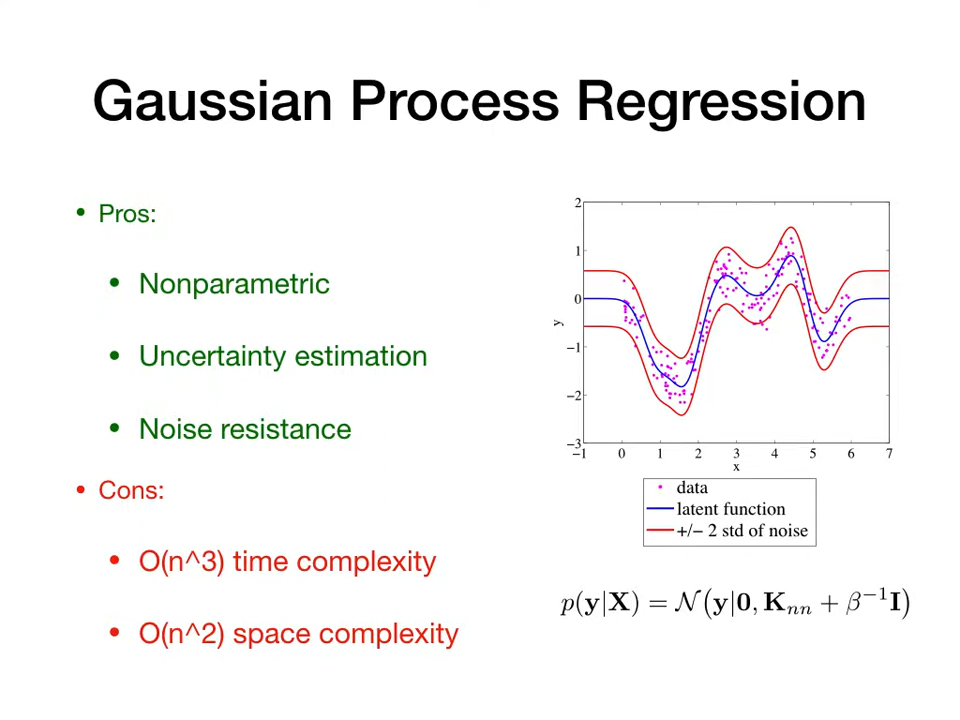 Gaussian Process Regression
• Pros:
• Nonparametric
• Uncertainty estimation
• Noise resistance
• Cons:
• O(n^3) time complexity
• O(n^2) space complexity
2
1
0
−1
−2
−3
y
−1 0 1 2 3 4 5 6 7
x
data
latent function
+/− 2 std of noise
p(y|X) = 𝒩(y|0, Kₙₙ + β⁻¹I)